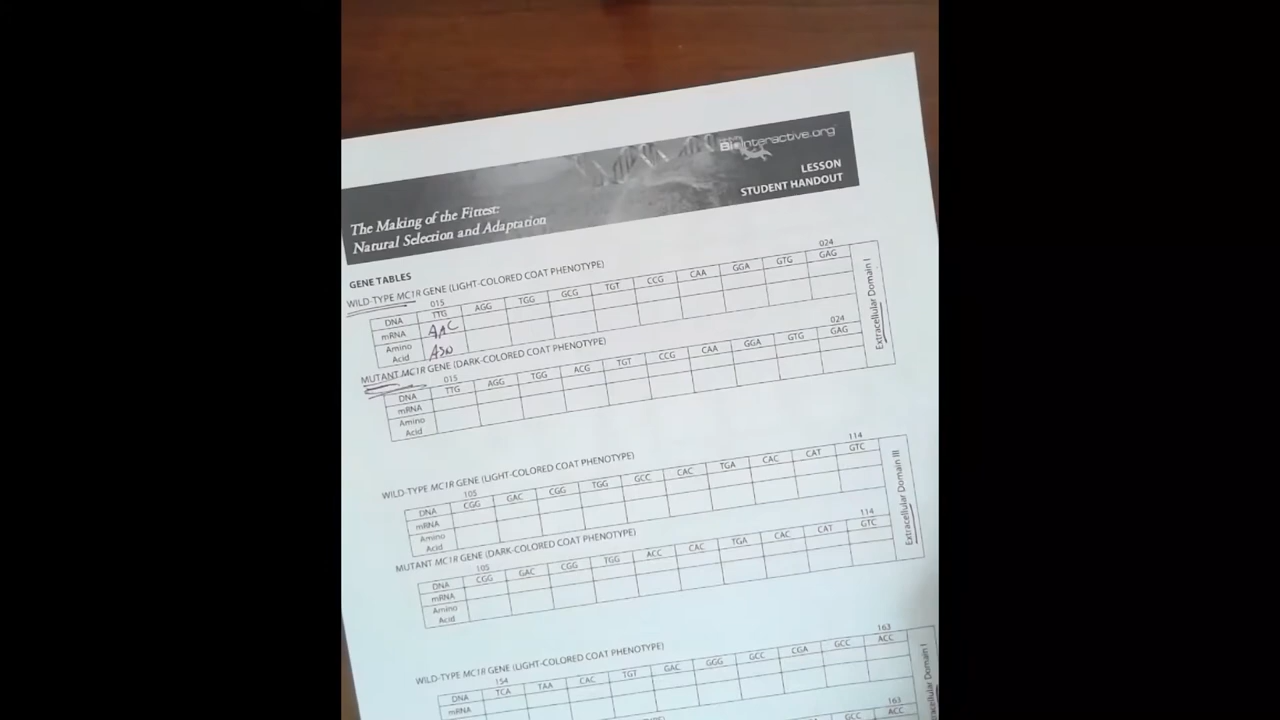 BioInteractive.org
LESSON
STUDENT HANDOUT
The Making of the Fittest:
Natural Selection and Adaptation
GENE TABLES
WILD-TYPE MC1R GENE (LIGHT-COLORED COAT PHENOTYPE)
015 024
DNA TTG AGG TGG GCG TGT CCG CAA GGA GTG GAG
mRNA AAC
Amino Acid Asn
Extracellular Domain I
MUTANT MC1R GENE (DARK-COLORED COAT PHENOTYPE)
015 024
DNA TTG AGG TGG ACG TGT CCG CAA GGA GTG GAG
mRNA
Amino Acid
WILD-TYPE MC1R GENE (LIGHT-COLORED COAT PHENOTYPE)
105 114
DNA CGG GAC CGG TGG GCC CAC TGA CAC CAT GTC
mRNA
Amino Acid
Extracellular Domain III
MUTANT MC1R GENE (DARK-COLORED COAT PHENOTYPE)
105 114
DNA CGG GAC CGG TGG ACC CAC TGA CAC CAT GTC
mRNA
Amino Acid
WILD-TYPE MC1R GENE (LIGHT-COLORED COAT PHENOTYPE)
154 163
DNA TCA TAA CAC TGT GAC GGG GCC CGA GCC ACC
mRNA
163
GCC ACC